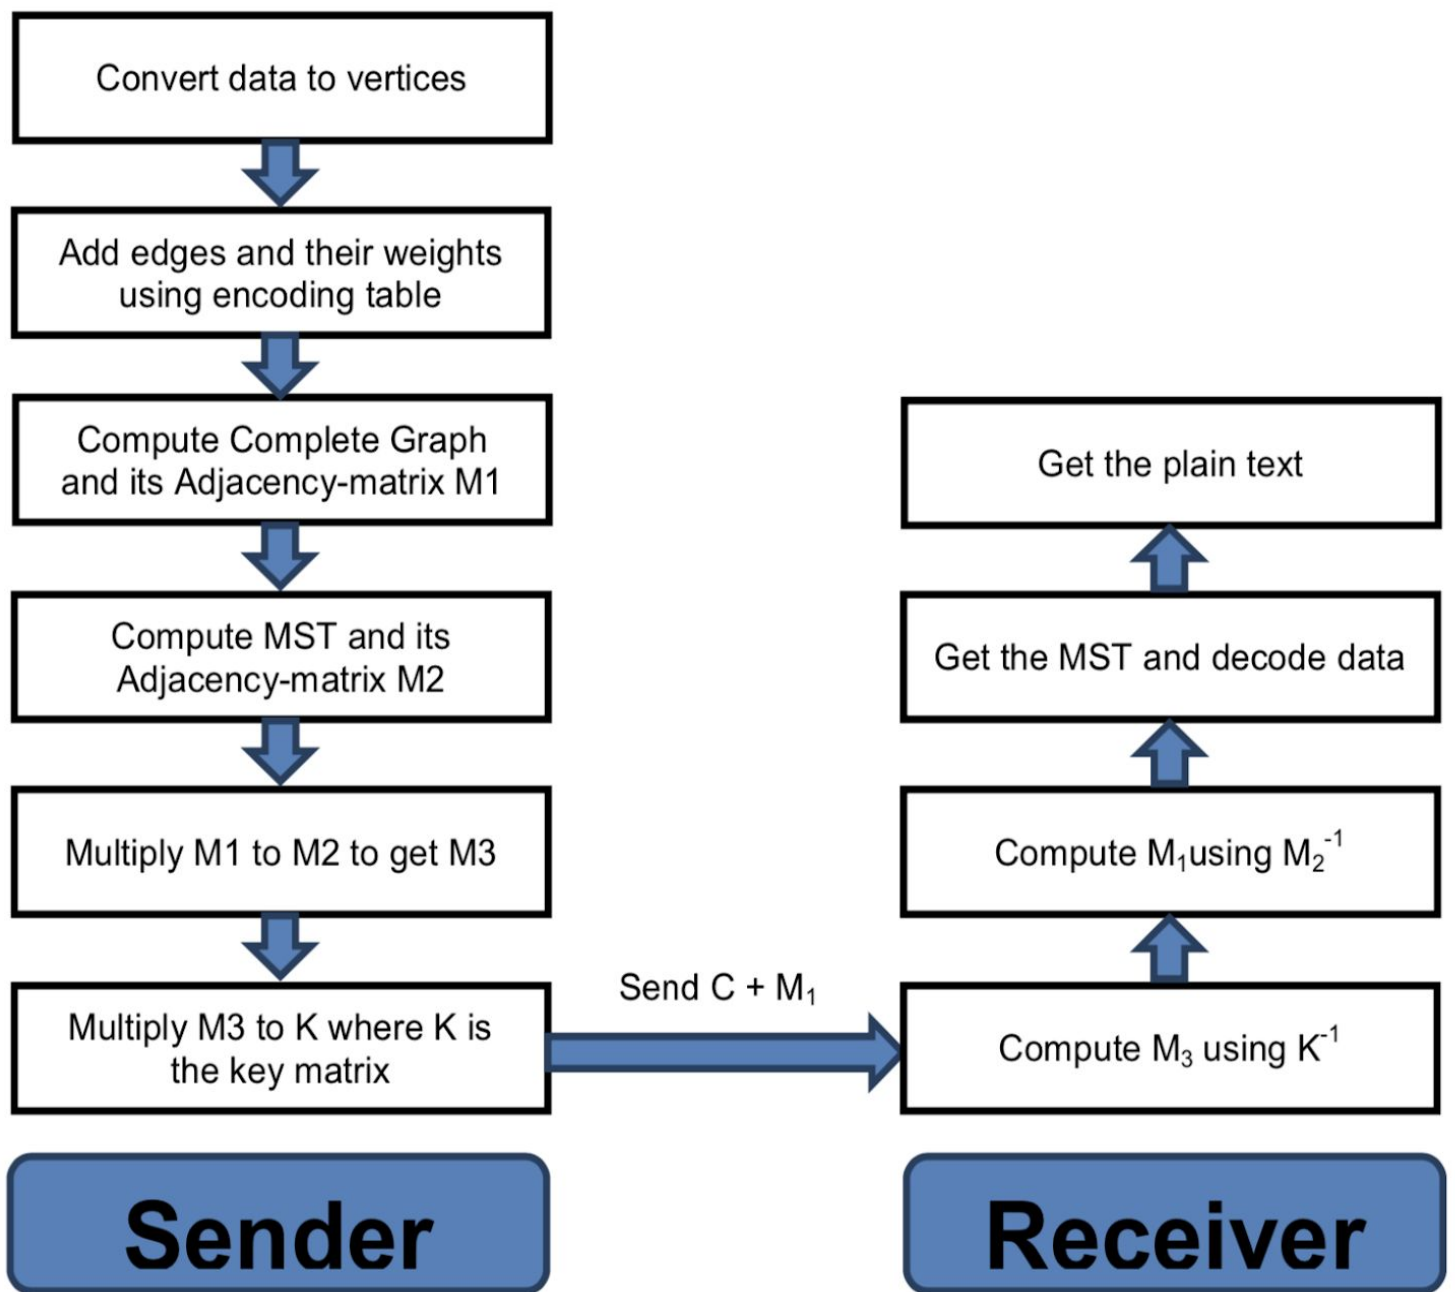 Convert data to vertices
Add edges and their weights
using encoding table
Compute Complete Graph
and its Adjacency-matrix M1
Compute MST and its
Adjacency-matrix M2
Multiply M1 to M2 to get M3
Multiply M3 to K where K is
the key matrix
Sender
Send C + M₁
Get the plain text
Get the MST and decode data
Compute M₁using M₂⁻¹
Compute M₃ using K⁻¹
Receiver